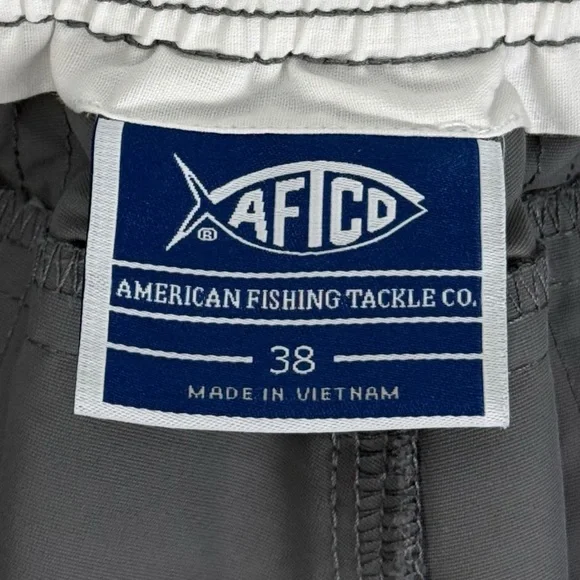 AFTCO
®
AMERICAN FISHING TACKLE CO.
38
MADE IN VIETNAM